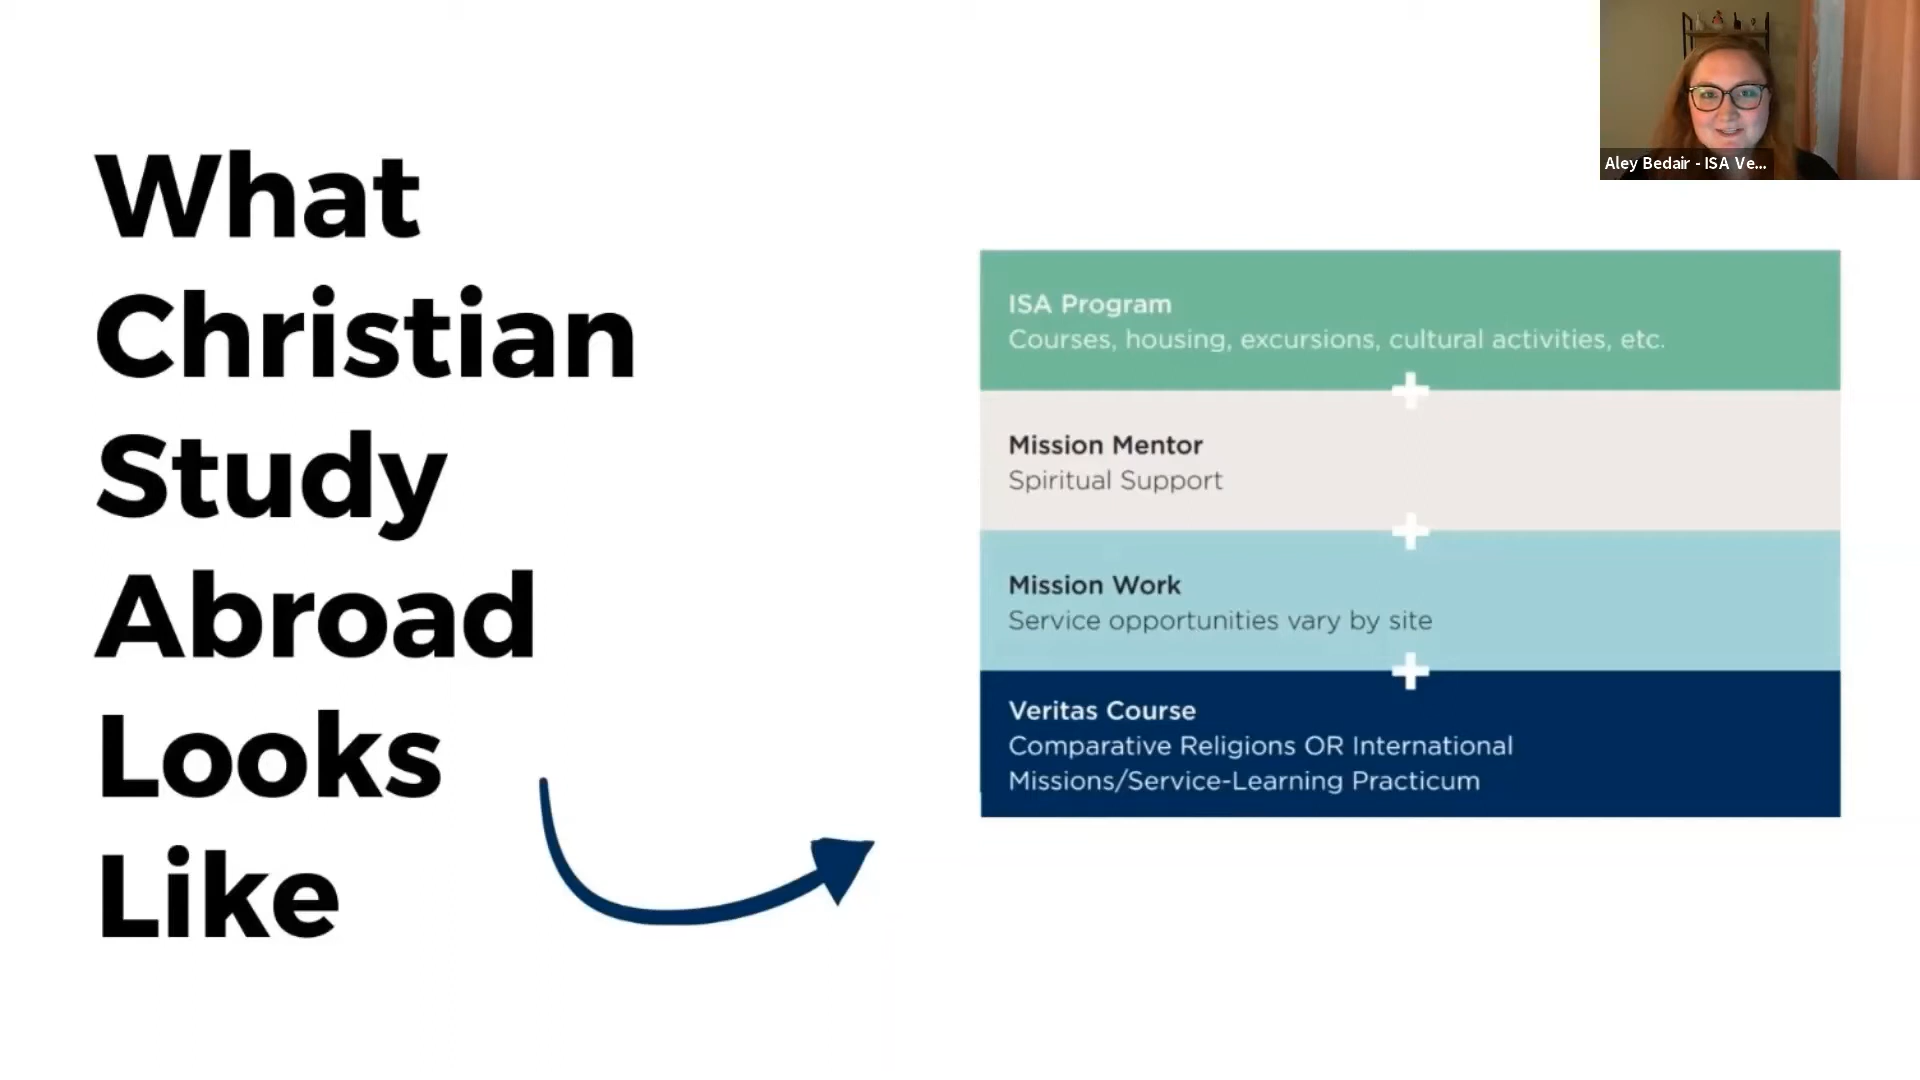 What
Christian
Study
Abroad
Looks
Like
Aley Bedair - ISA Ve...
ISA Program
Courses, housing, excursions, cultural activities, etc.
Mission Mentor
Spiritual Support
Mission Work
Service opportunities vary by site
Veritas Course
Comparative Religions OR International
Missions/Service-Learning Practicum